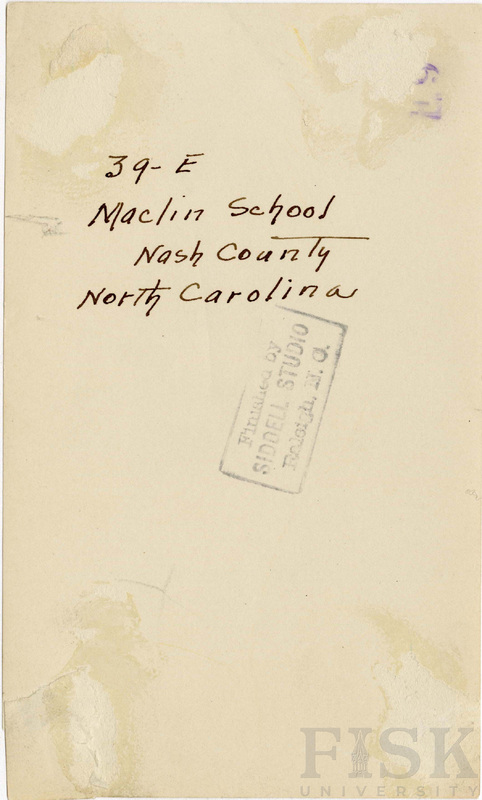 39-E
Maclin School
Nash County
North Carolina
Finished by
SIDDELL STUDIO
Raleigh, N. C.
FISK
UNIVERSITY